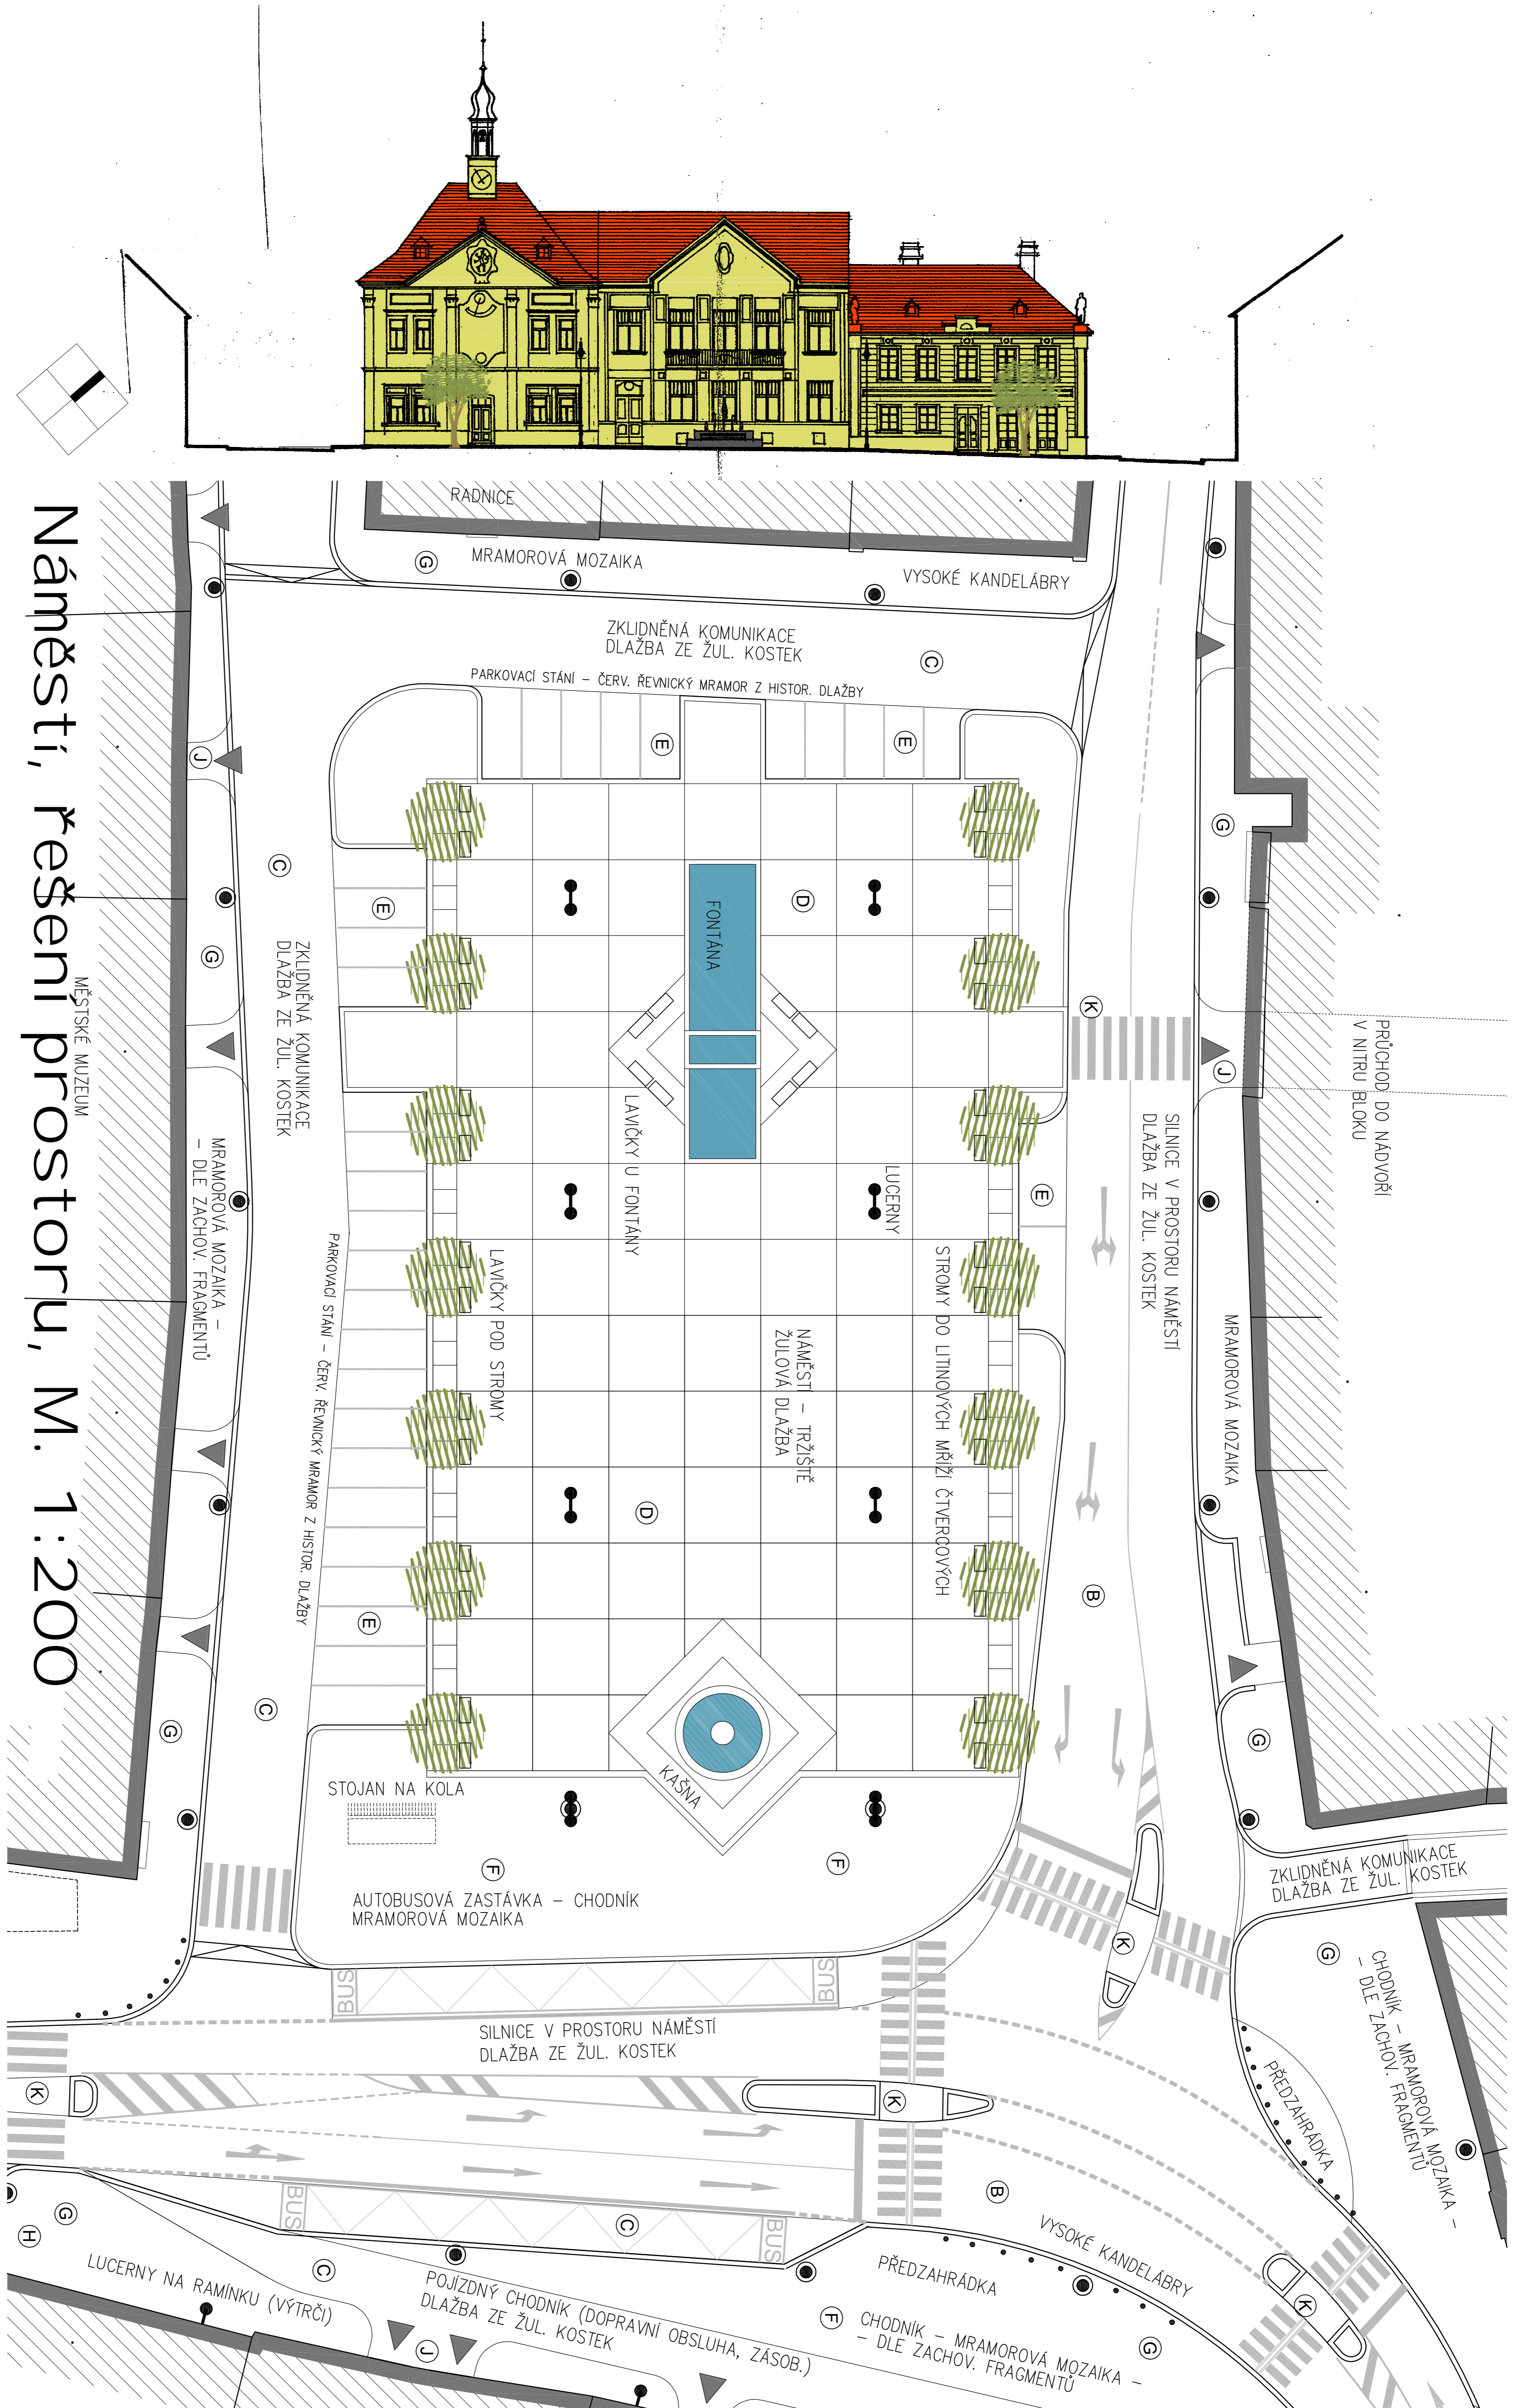 RADNICE
MRAMOROVÁ MOZAIKA
VYSOKÉ KANDELÁBRY
G
ZKLIDNĚNÁ KOMUNIKACE
DLAŽBA ZE ŽUL. KOSTEK
C
PARKOVACÍ STÁNÍ – ČERV. ŘEVNICKÝ MRAMOR Z HISTOR. DLAŽBY
E
E
J
G
C
E
D
FONTÁNA
G
ZKLIDNĚNÁ KOMUNIKACE
DLAŽBA ZE ŽUL. KOSTEK
MĚSTSKÉ MUZEUM
K
J
PRŮCHOD DO NÁDVOŘÍ
V NITRU BLOKU
LAVIČKY U FONTÁNY
SILNICE V PROSTORU NÁMĚSTÍ
DLAŽBA ZE ŽUL. KOSTEK
MRAMOROVÁ MOZAIKA –
– DLE ZACHOV. FRAGMENTŮ
LUCERNY
E
PARKOVACÍ STÁNÍ – ČERV. ŘEVNICKÝ MRAMOR Z HISTOR. DLAŽBY
LAVIČKY POD STROMY
STROMY DO LITINOVÝCH MŘÍŽÍ ČTVERCOVÝCH
NÁMĚSTÍ – TRŽIŠTĚ
ŽULOVÁ DLAŽBA
MRAMOROVÁ MOZAIKA
D
B
E
C
G
G
Náměstí, řešení prostoru, M. 1:200
KAŠNA
STOJAN NA KOLA
F
F
AUTOBUSOVÁ ZASTÁVKA – CHODNÍK
MRAMOROVÁ MOZAIKA
ZKLIDNĚNÁ KOMUNIKACE
DLAŽBA ZE ŽUL. KOSTEK
K
G
CHODNÍK – MRAMOROVÁ MOZAIKA –
– DLE ZACHOV. FRAGMENTŮ
BUS
BUS
SILNICE V PROSTORU NÁMĚSTÍ
DLAŽBA ZE ŽUL. KOSTEK
PŘEDZAHRÁDKA
K
K
B
BUS
BUS
C
G
H
C
LUCERNY NA RAMÍNKU (VÝTRČI)
POJÍZDNÝ CHODNÍK (DOPRAVNÍ OBSLUHA, ZÁSOB.)
DLAŽBA ZE ŽUL. KOSTEK
J
PŘEDZAHRÁDKA
VYSOKÉ KANDELÁBRY
K
F
CHODNÍK – MRAMOROVÁ MOZAIKA –
– DLE ZACHOV. FRAGMENTŮ
G